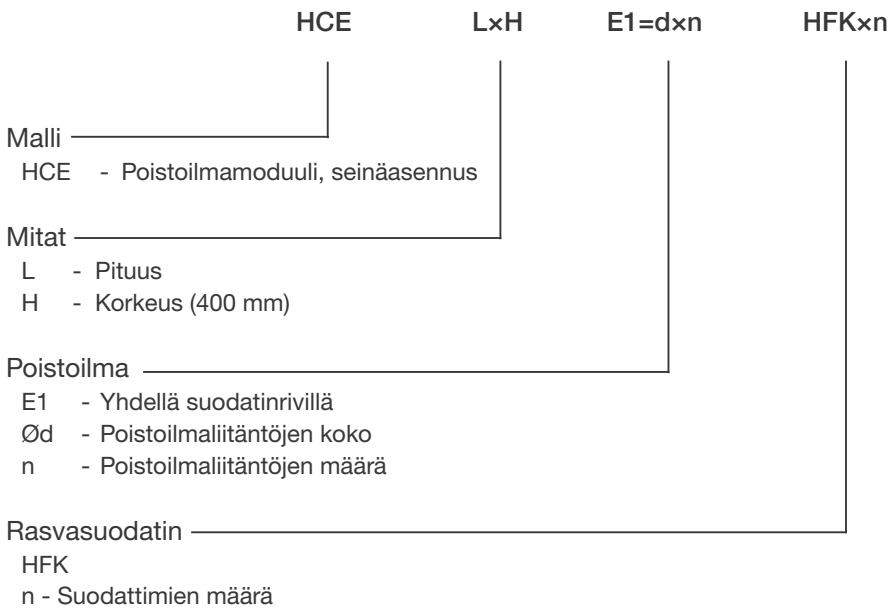 HCE L×H E1=d×n HFK×n
Malli
HCE - Poistoilmamoduuli, seinäasennus
Mitat
L - Pituus
H - Korkeus (400 mm)
Poistoilma
E1 - Yhdellä suodatinrivillä
Ød - Poistoilmaliitäntöjen koko
n - Poistoilmaliitäntöjen määrä
Rasvasuodatin
HFK
n - Suodattimien määrä